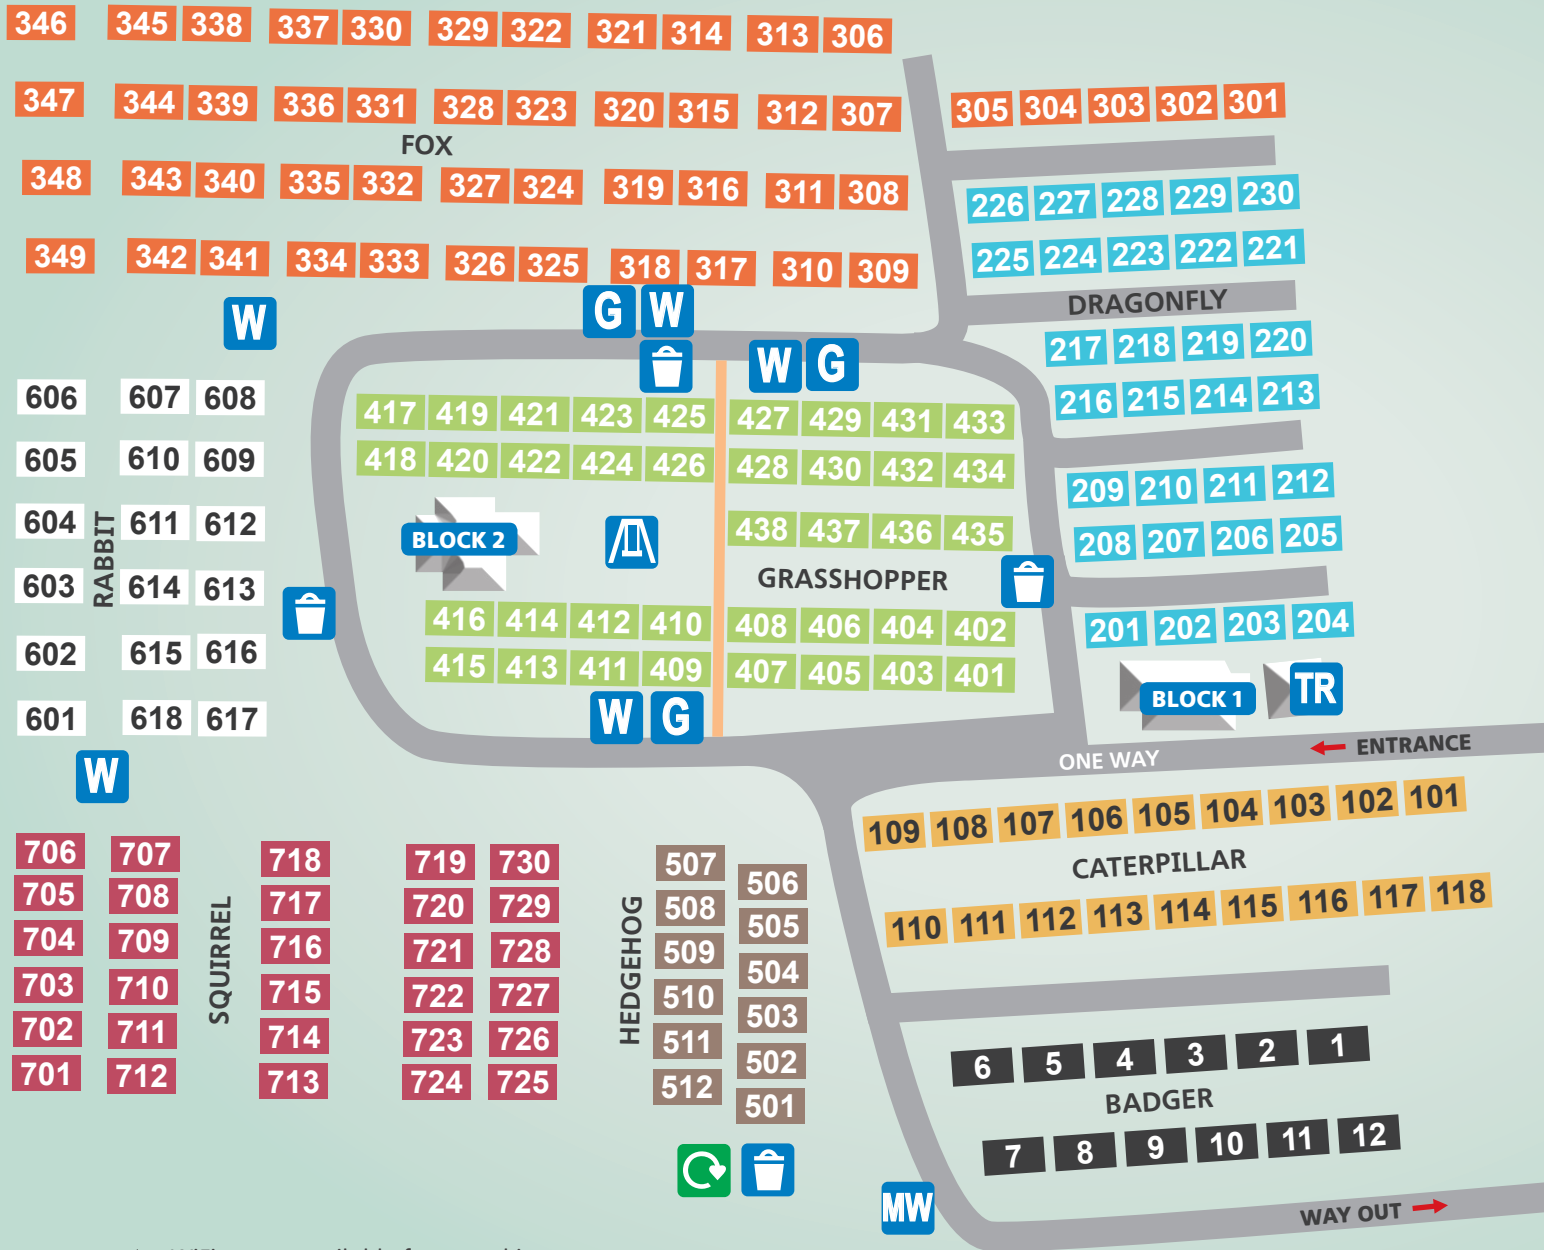 346 345 338 337 330 329 322 321 314 313 306
347 344 339 336 331 328 323 320 315 312 307
305 304 303 302 301
FOX
348 343 340 335 332 327 324 319 316 311 308
226 227 228 229 230
349 342 341 334 333 326 325 318 317 310 309
225 224 223 222 221
DRAGONFLY
W G W
W G
217 218 219 220
216 215 214 213
606 607 608
417 419 421 423 425 427 429 431 433
605 610 609
418 420 422 424 426 428 430 432 434
209 210 211 212
604 611 612
RABBIT
BLOCK 2
438 437 436 435
208 207 206 205
603 614 613
GRASSHOPPER
416 414 412 410 408 406 404 402
201 202 203 204
602 615 616
415 413 411 409 407 405 403 401
BLOCK 1 TR
601 618 617
W G
W
ONE WAY
ENTRANCE
109 108 107 106 105 104 103 102 101
CATERPILLAR
110 111 112 113 114 115 116 117 118
706 707 718 719 730 507 506
705 708 717 720 729 508 505
704 709 716 721 728 509 504
SQUIRREL
HEDGEHOG
703 710 715 722 727 510 503
702 711 714 723 726 511 502
701 712 713 724 725 512 501
6 5 4 3 2 1
BADGER
7 8 9 10 11 12
MW
WAY OUT